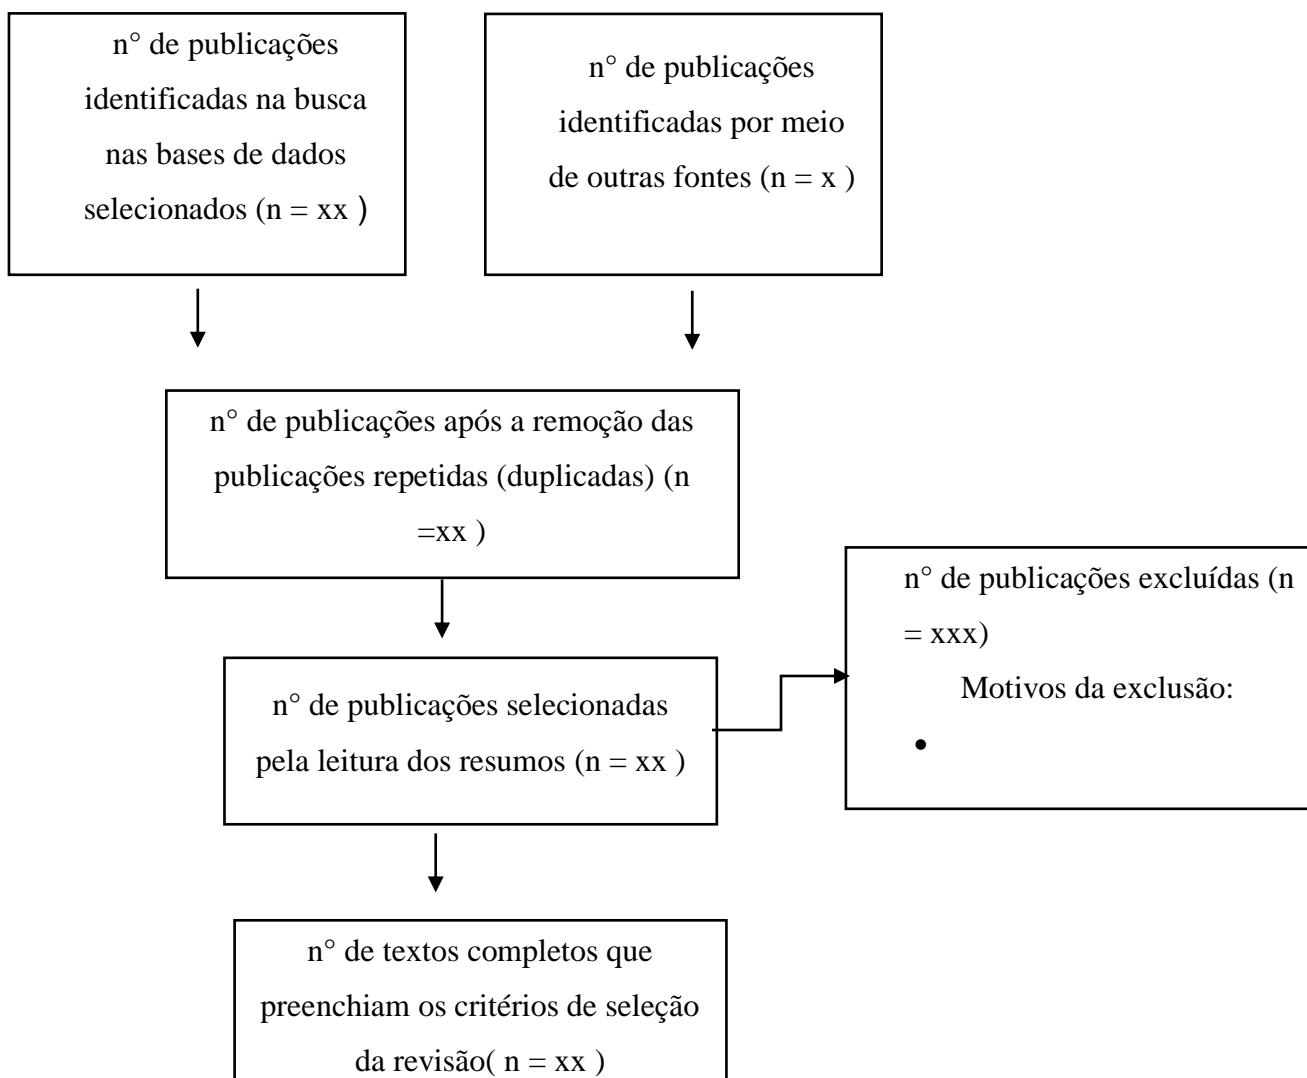 n° de publicações
identificadas na busca
nas bases de dados
selecionados (n = xx )
n° de publicações
identificadas por meio
de outras fontes (n = x )
n° de publicações após a remoção das
publicações repetidas (duplicadas) (n
=xx )
n° de publicações excluídas (n
= xxx)
Motivos da exclusão:
•
n° de publicações selecionadas
pela leitura dos resumos (n = xx )
n° de textos completos que
preenchiam os critérios de seleção
da revisão( n = xx )